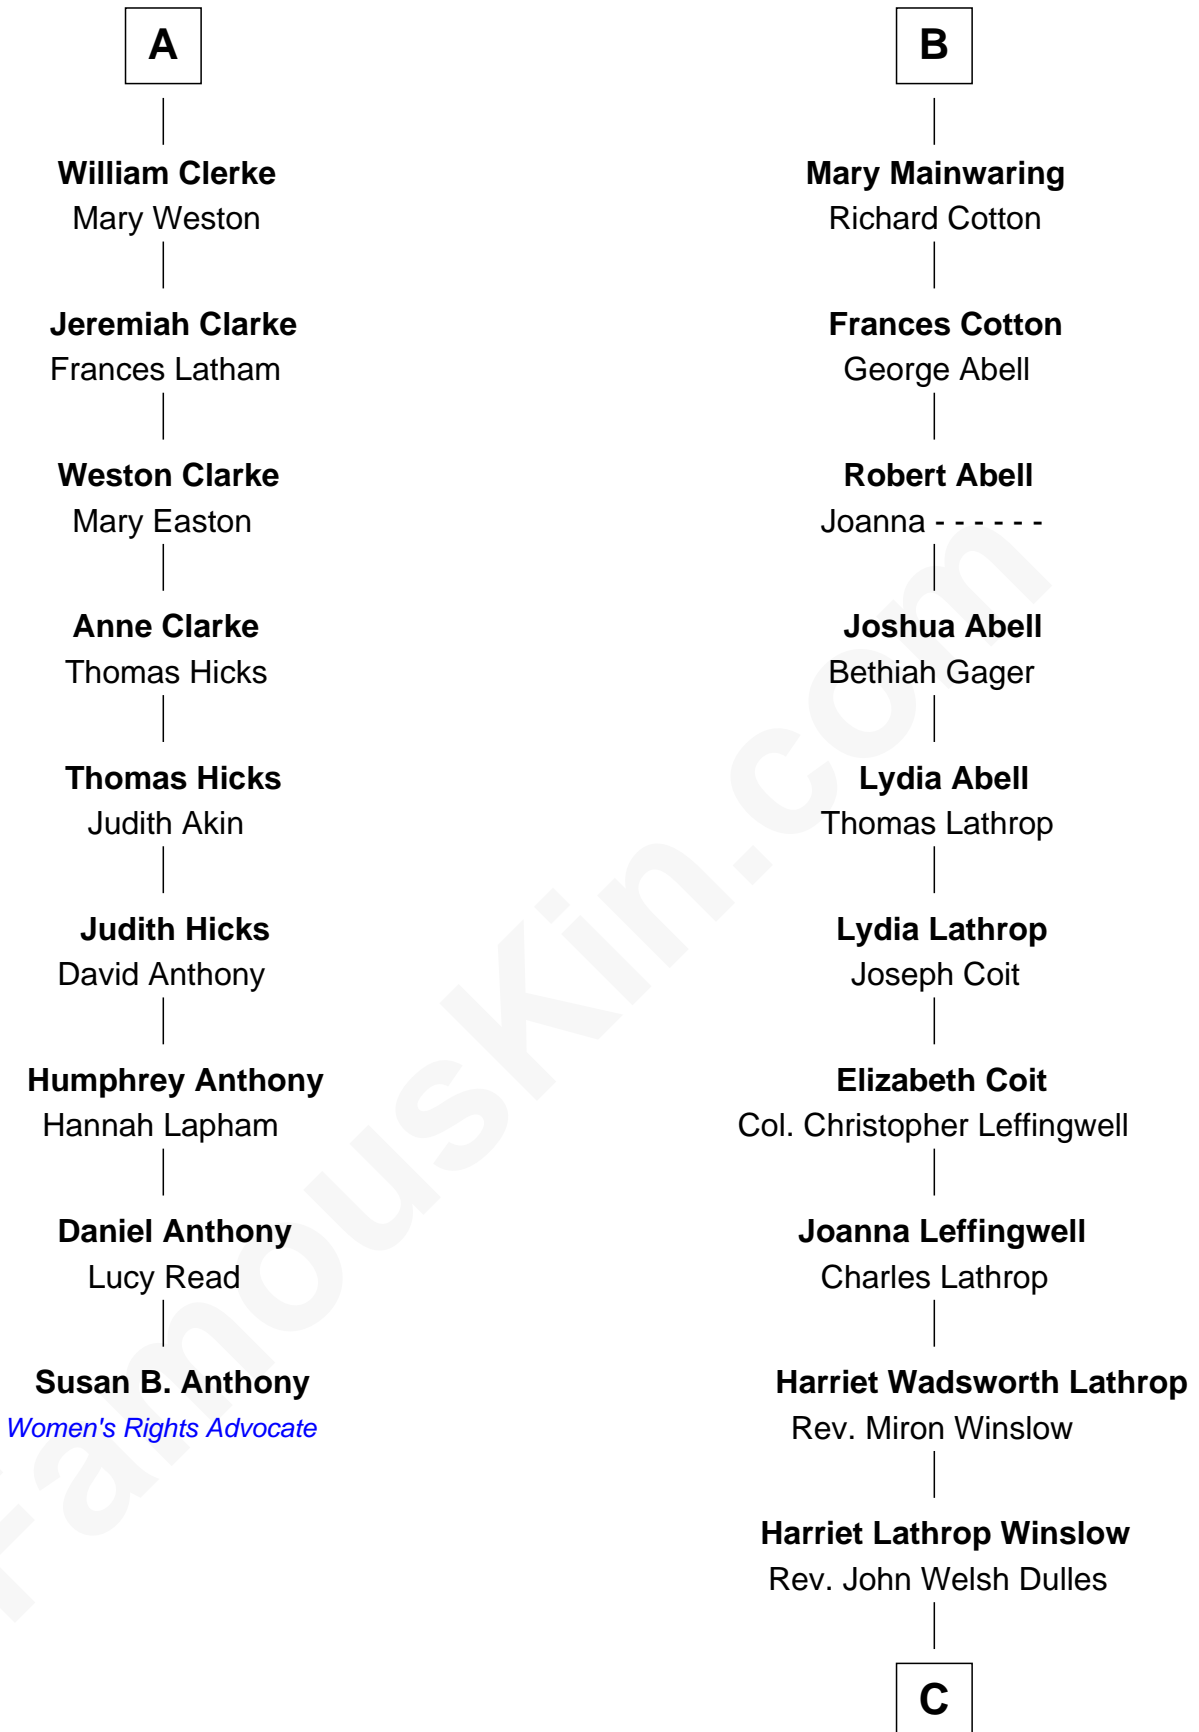 A
William Clerke
Mary Weston
Jeremiah Clarke
Frances Latham
Weston Clarke
Mary Easton
Anne Clarke
Thomas Hicks
Thomas Hicks
Judith Akin
Judith Hicks
David Anthony
Humphrey Anthony
Hannah Lapham
Daniel Anthony
Lucy Read
Susan B. Anthony
Women's Rights Advocate
B
Mary Mainwaring
Richard Cotton
Frances Cotton
George Abell
Robert Abell
Joanna - - - - - -
Joshua Abell
Bethiah Gager
Lydia Abell
Thomas Lathrop
Lydia Lathrop
Joseph Coit
Elizabeth Coit
Col. Christopher Leffingwell
Joanna Leffingwell
Charles Lathrop
Harriet Wadsworth Lathrop
Rev. Miron Winslow
Harriet Lathrop Winslow
Rev. John Welsh Dulles
C
FamousKin.com